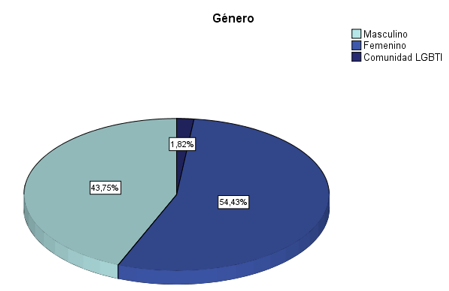 Género
Masculino
Femenino
Comunidad LGBTI
1,82%
43,75%
54,43%